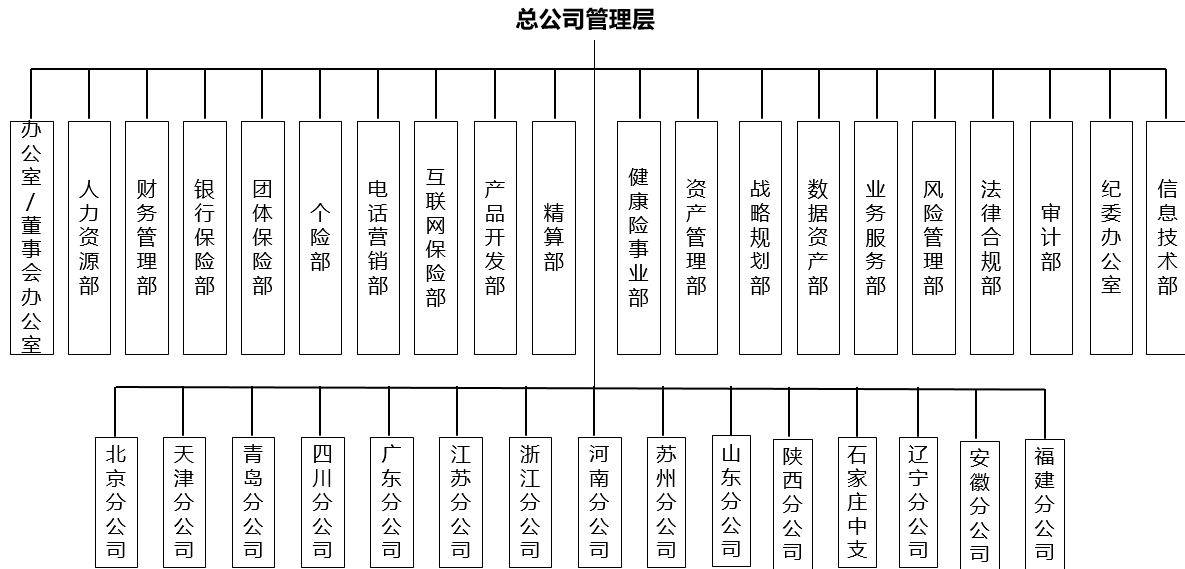 总公司管理层
办公室/董事会办公室
人力资源部
财务管理部
银行保险部
团体保险部
个险部
电话营销部
互联网保险部
产品开发部
精算部
健康险事业部
资产管理部
战略规划部
数据资产部
业务服务部
风险管理部
法律合规部
审计部
纪委办公室
信息技术部
北京分公司
天津分公司
青岛分公司
四川分公司
广东分公司
江苏分公司
浙江分公司
河南分公司
苏州分公司
山东分公司
陕西分公司
石家庄中支
辽宁分公司
安徽分公司
福建分公司